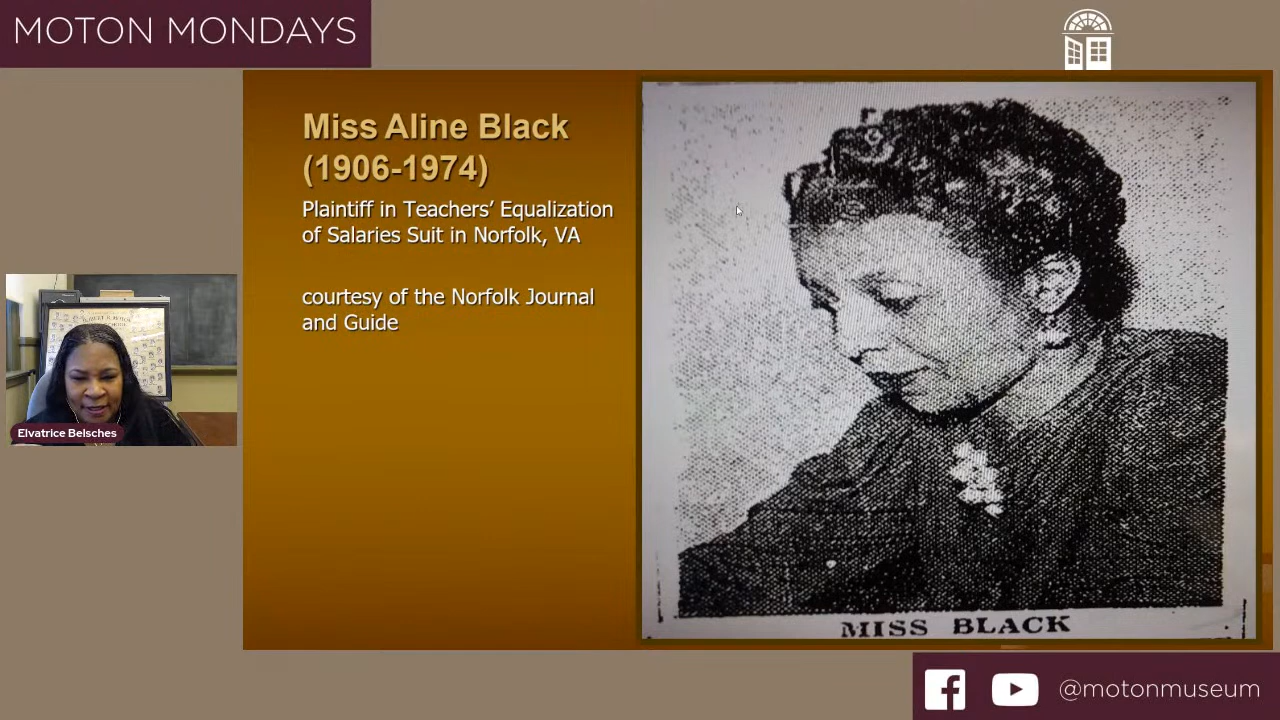 MOTON MONDAYS
Miss Aline Black
(1906-1974)
Plaintiff in Teachers’ Equalization
of Salaries Suit in Norfolk, VA
courtesy of the Norfolk Journal
and Guide
MISS BLACK
Elvatrice Belsches
@motonmuseum